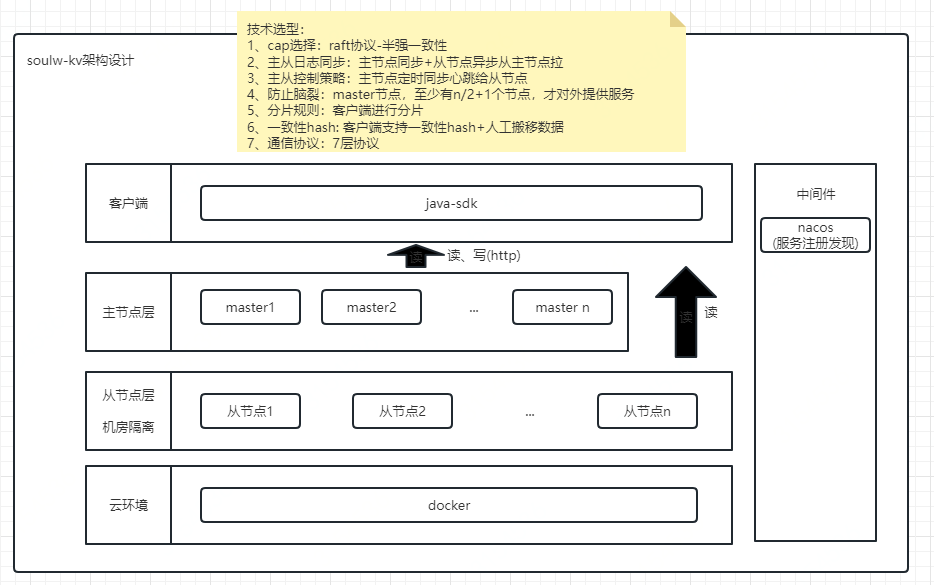 技术选型：
1、cap选择：raft协议-半强一致性
2、主从日志同步：主节点同步+从节点异步从主节点拉
3、主从控制策略：主节点定时同步心跳给从节点
4、防止脑裂：master节点，至少有n/2+1个节点，才对外提供服务
5、分片规则：客户端进行分片
6、一致性hash: 客户端支持一致性hash+人工搬移数据
7、通信协议：7层协议
soulw-kv架构设计
客户端
java-sdk
读
读、写(http)
主节点层
master1
master2
...
master n
读
读
从节点层
机房隔离
从节点1
从节点2
...
从节点n
云环境
docker
中间件
nacos
(服务注册发现)